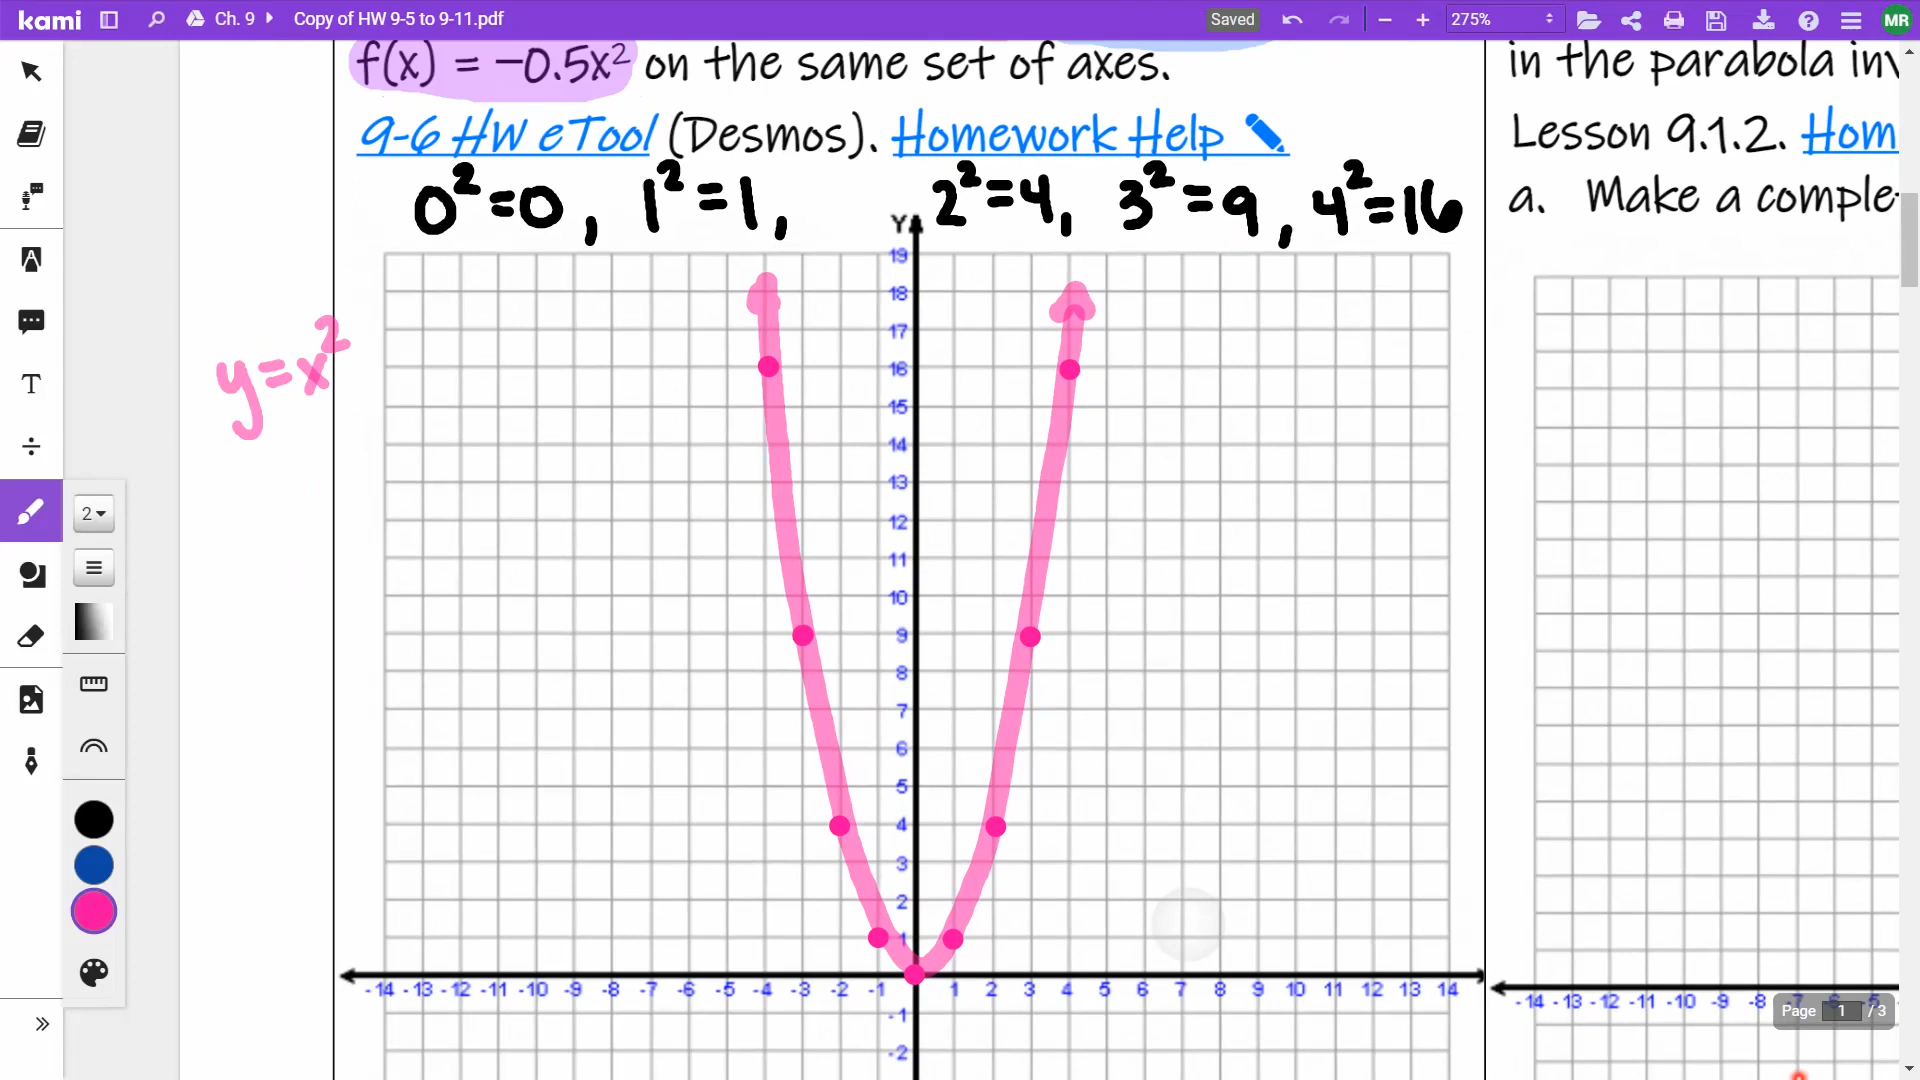 kami Ch. 9 Copy of HW 9-5 to 9-11.pdf Saved 275% MR
f(x) = -0.5x² on the same set of axes.
9-6 HW eTool (Desmos). Homework Help
0²=0, 1²=1, 2²=4, 3²=9, 4²=16
y=x²
Y
19
18
17
16
15
14
13
12
11
10
9
8
7
6
5
4
3
2
1
-14 -13 -12 -11 -10 -9 -8 -7 -6 -5 -4 -3 -2 -1 1 2 3 4 5 6 7 8 9 10 11 12 13 14
-1
-2
in the parabola
Lesson 9.1.2.
a. Make a
-14 -13 -12 -11 -10 -9 -8
2
T
Page 1 / 3